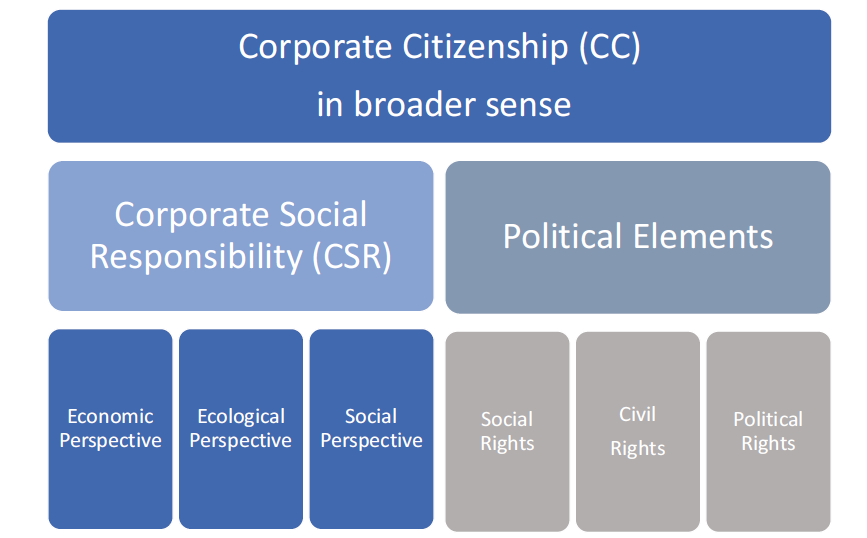 Corporate Citizenship (CC)
in broader sense
Corporate Social
Responsibility (CSR)
Political Elements
Economic
Perspective
Ecological
Perspective
Social
Perspective
Social
Rights
Civil
Rights
Political
Rights